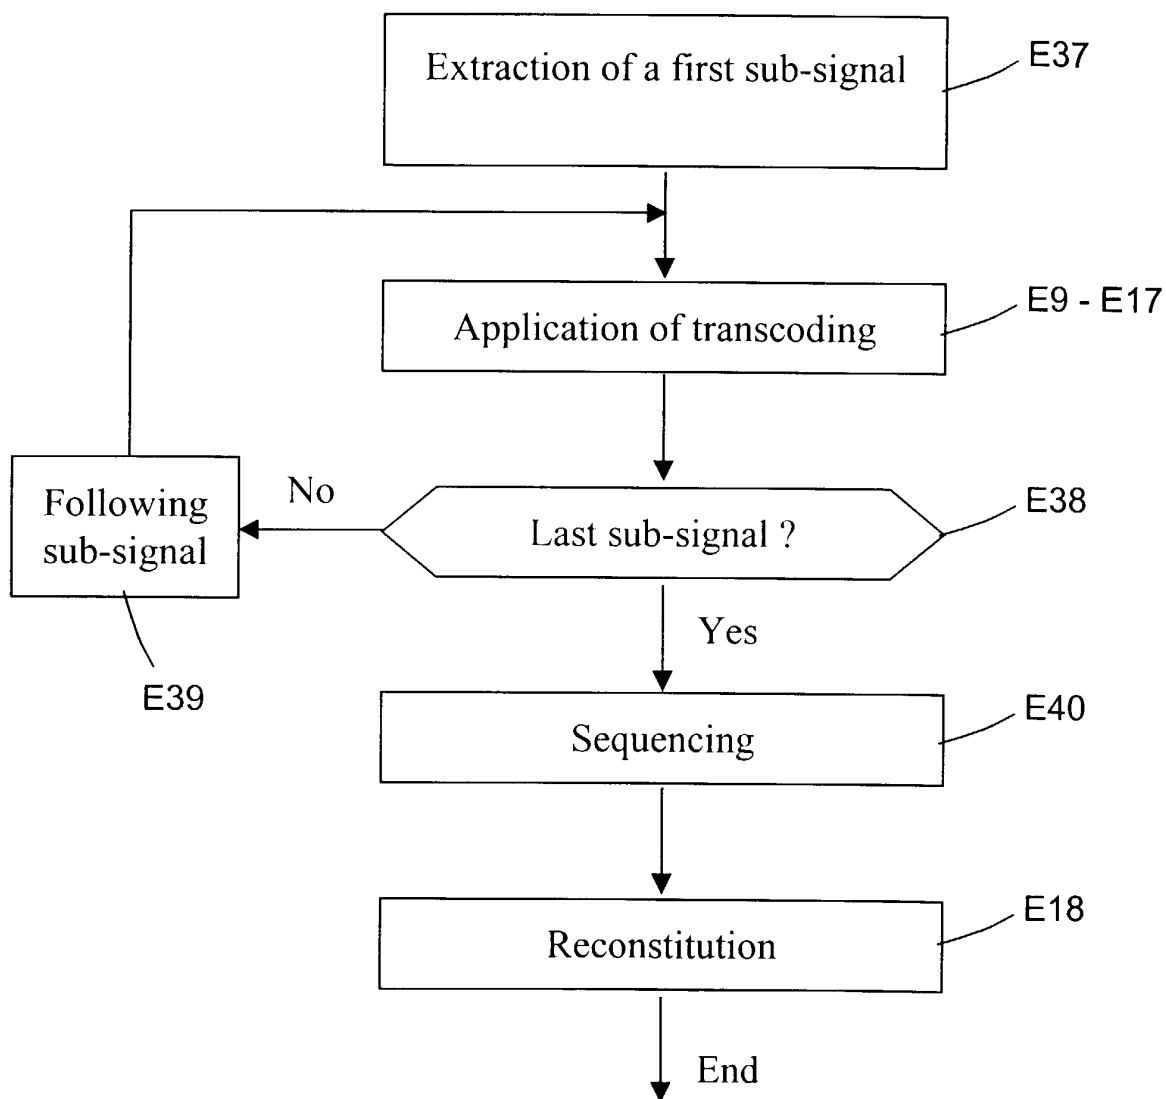 Extraction of a first sub-signal
E37
Application of transcoding
E9 - E17
Following
sub-signal
No
Last sub-signal ?
E38
Yes
E39
Sequencing
E40
Reconstitution
E18
End